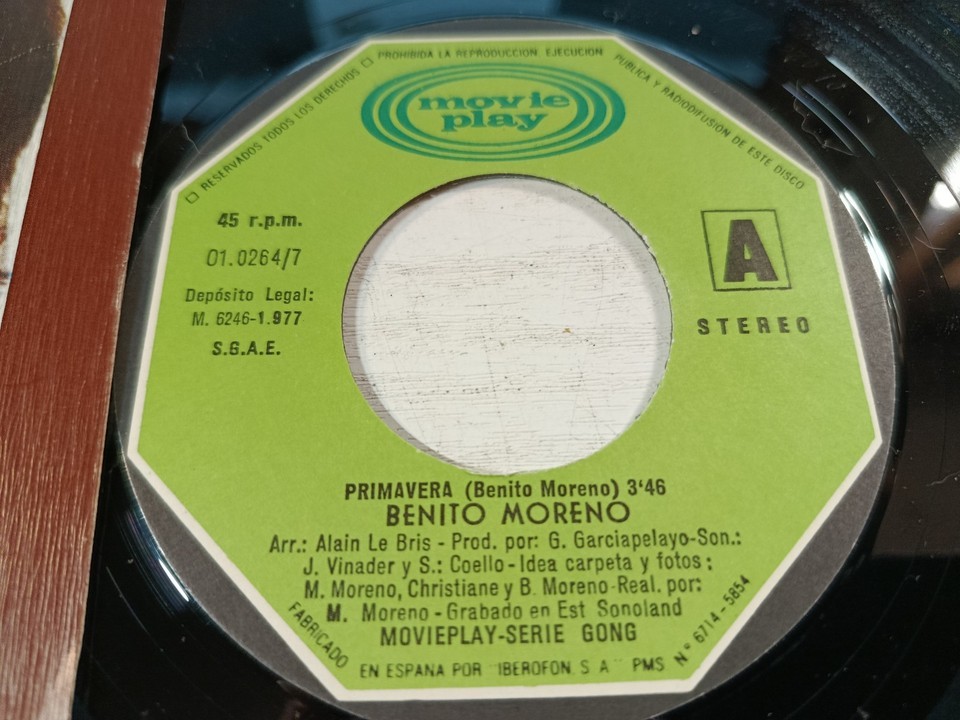 □ RESERVADOS TODOS LOS DERECHOS □ PROHIBIDA LA REPRODUCCION EJECUCION PUBLICA Y RADIODIFUSION DE ESTE DISCO
movie
play
45 r.p.m.
01.0264/7
Depósito Legal:
M. 6246-1.977
S.G.A.E.
A
STEREO
PRIMAVERA (Benito Moreno) 3'46
BENITO MORENO
Arr.: Alain Le Bris - Prod. por: G. Garciapelayo-Son.:
J. Vinader y S.: Coello - Idea carpeta y fotos:
M. Moreno, Christiane y B. Moreno-Real. por:
M. Moreno - Grabado en Est Sonoland
MOVIEPLAY-SERIE GONG
FABRICADO EN ESPAÑA POR "IBEROFON S A" PMS Nº 6714-5854